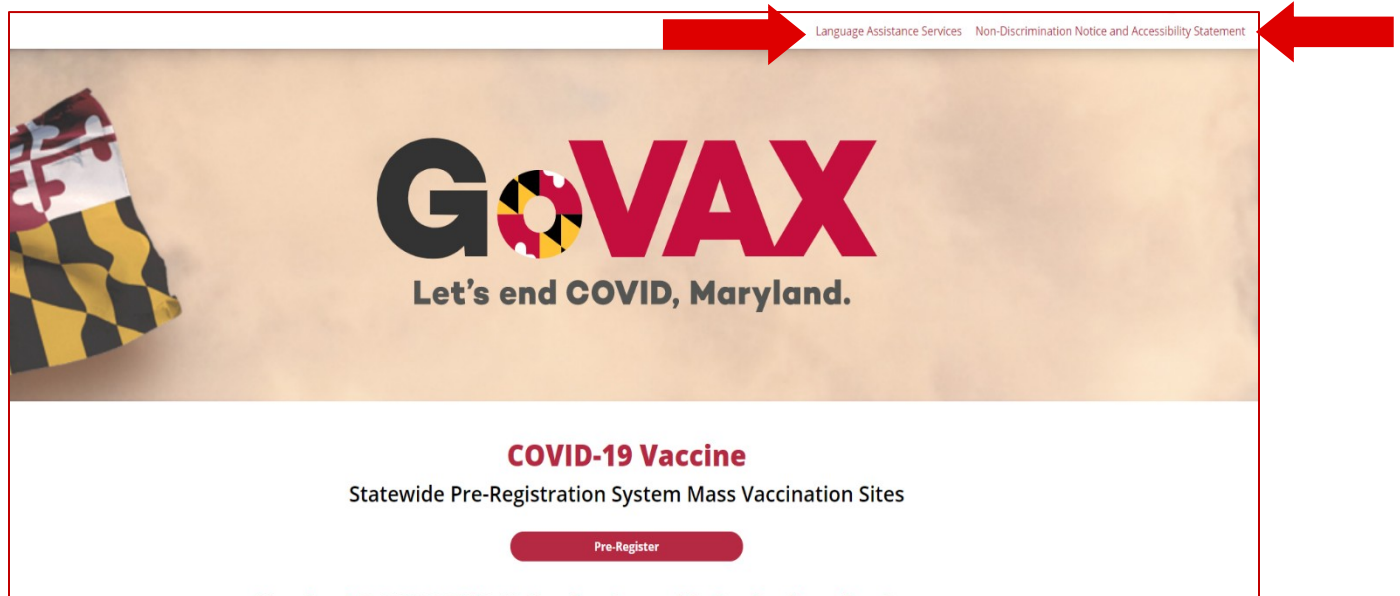 Language Assistance Services Non-Discrimination Notice and Accessibility Statement
GoVAX
Let's end COVID, Maryland.
COVID-19 Vaccine
Statewide Pre-Registration System Mass Vaccination Sites
Pre-Register